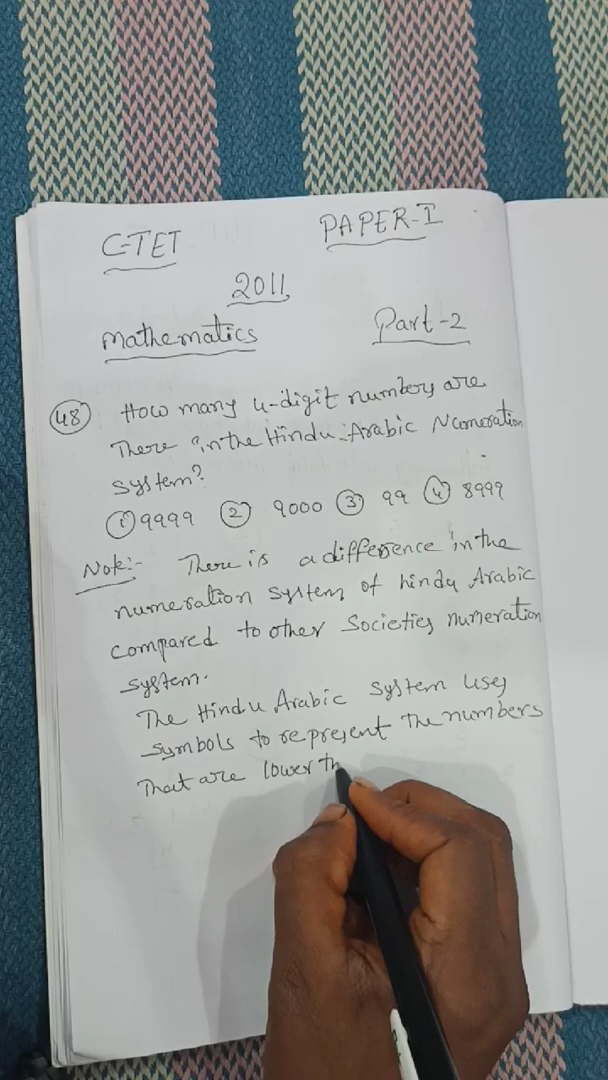 C-TET PAPER-I
2011
Mathematics Part-2
48 How many 4-digit numbers are
There in the Hindu-Arabic Numeration
system?
1 9999 2 9000 3 99 4 8999
Note:- There is a difference in the
numeration system of hindu Arabic
compared to other Societies numeration
system.
The Hindu Arabic system uses
symbols to represent The numbers
That are lower th